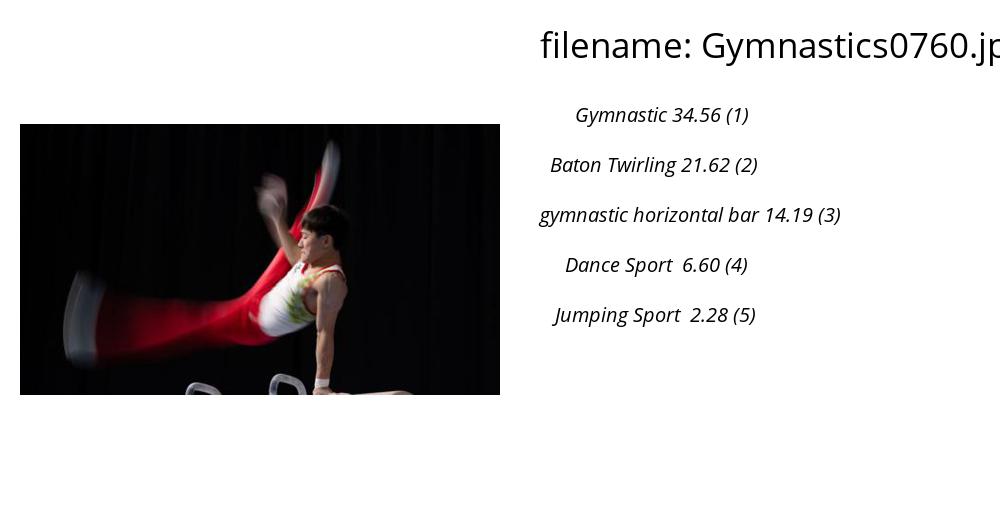 filename: Gymnastics0760.jp
Gymnastic 34.56 (1)
Baton Twirling 21.62 (2)
gymnastic horizontal bar 14.19 (3)
Dance Sport  6.60 (4)
Jumping Sport  2.28 (5)